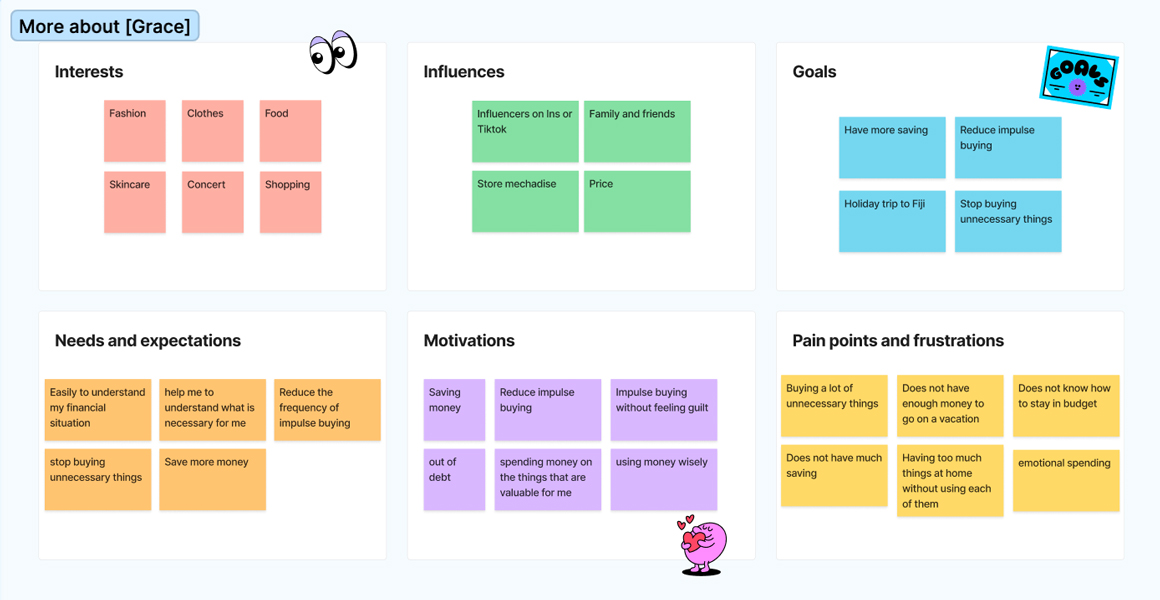 More about [Grace]
Interests
Fashion
Clothes
Food
Skincare
Concert
Shopping
Influences
Influencers on Ins or
Tiktok
Family and friends
Store mechadise
Price
Goals
GOALS
Have more saving
Reduce impulse
buying
Holiday trip to Fiji
Stop buying
unnecessary things
Needs and expectations
Easily to understand
my financial
situation
help me to
understand what is
necessary for me
Reduce the
frequency of
impulse buying
stop buying
unnecessary things
Save more money
Motivations
Saving
money
Reduce impulse
buying
Impulse buying
without feeling guilt
out of
debt
spending money on
the things that are
valuable for me
using money wisely
Pain points and frustrations
Buying a lot of
unnecessary things
Does not have
enough money to
go on a vacation
Does not know how
to stay in budget
Does not have much
saving
Having too much
things at home
without using each
of them
emotional spending